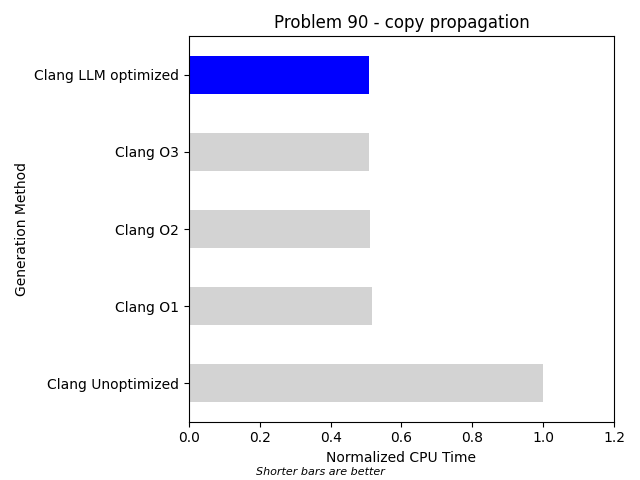 Problem 90 - copy propagation
Clang LLM optimized
Clang O3
Clang O2
Clang O1
Clang Unoptimized
Generation Method
0.0 0.2 0.4 0.6 0.8 1.0 1.2
Normalized CPU Time
Shorter bars are better